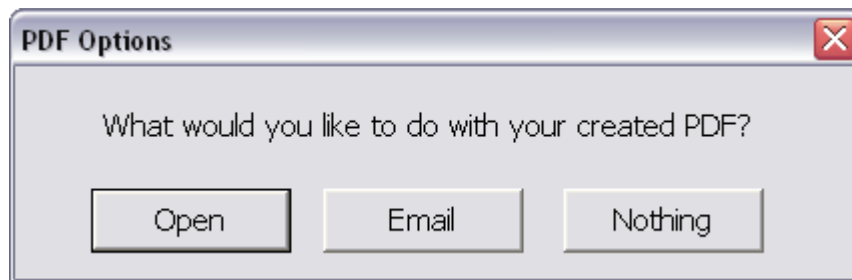 PDF Options
What would you like to do with your created PDF?
Open Email Nothing